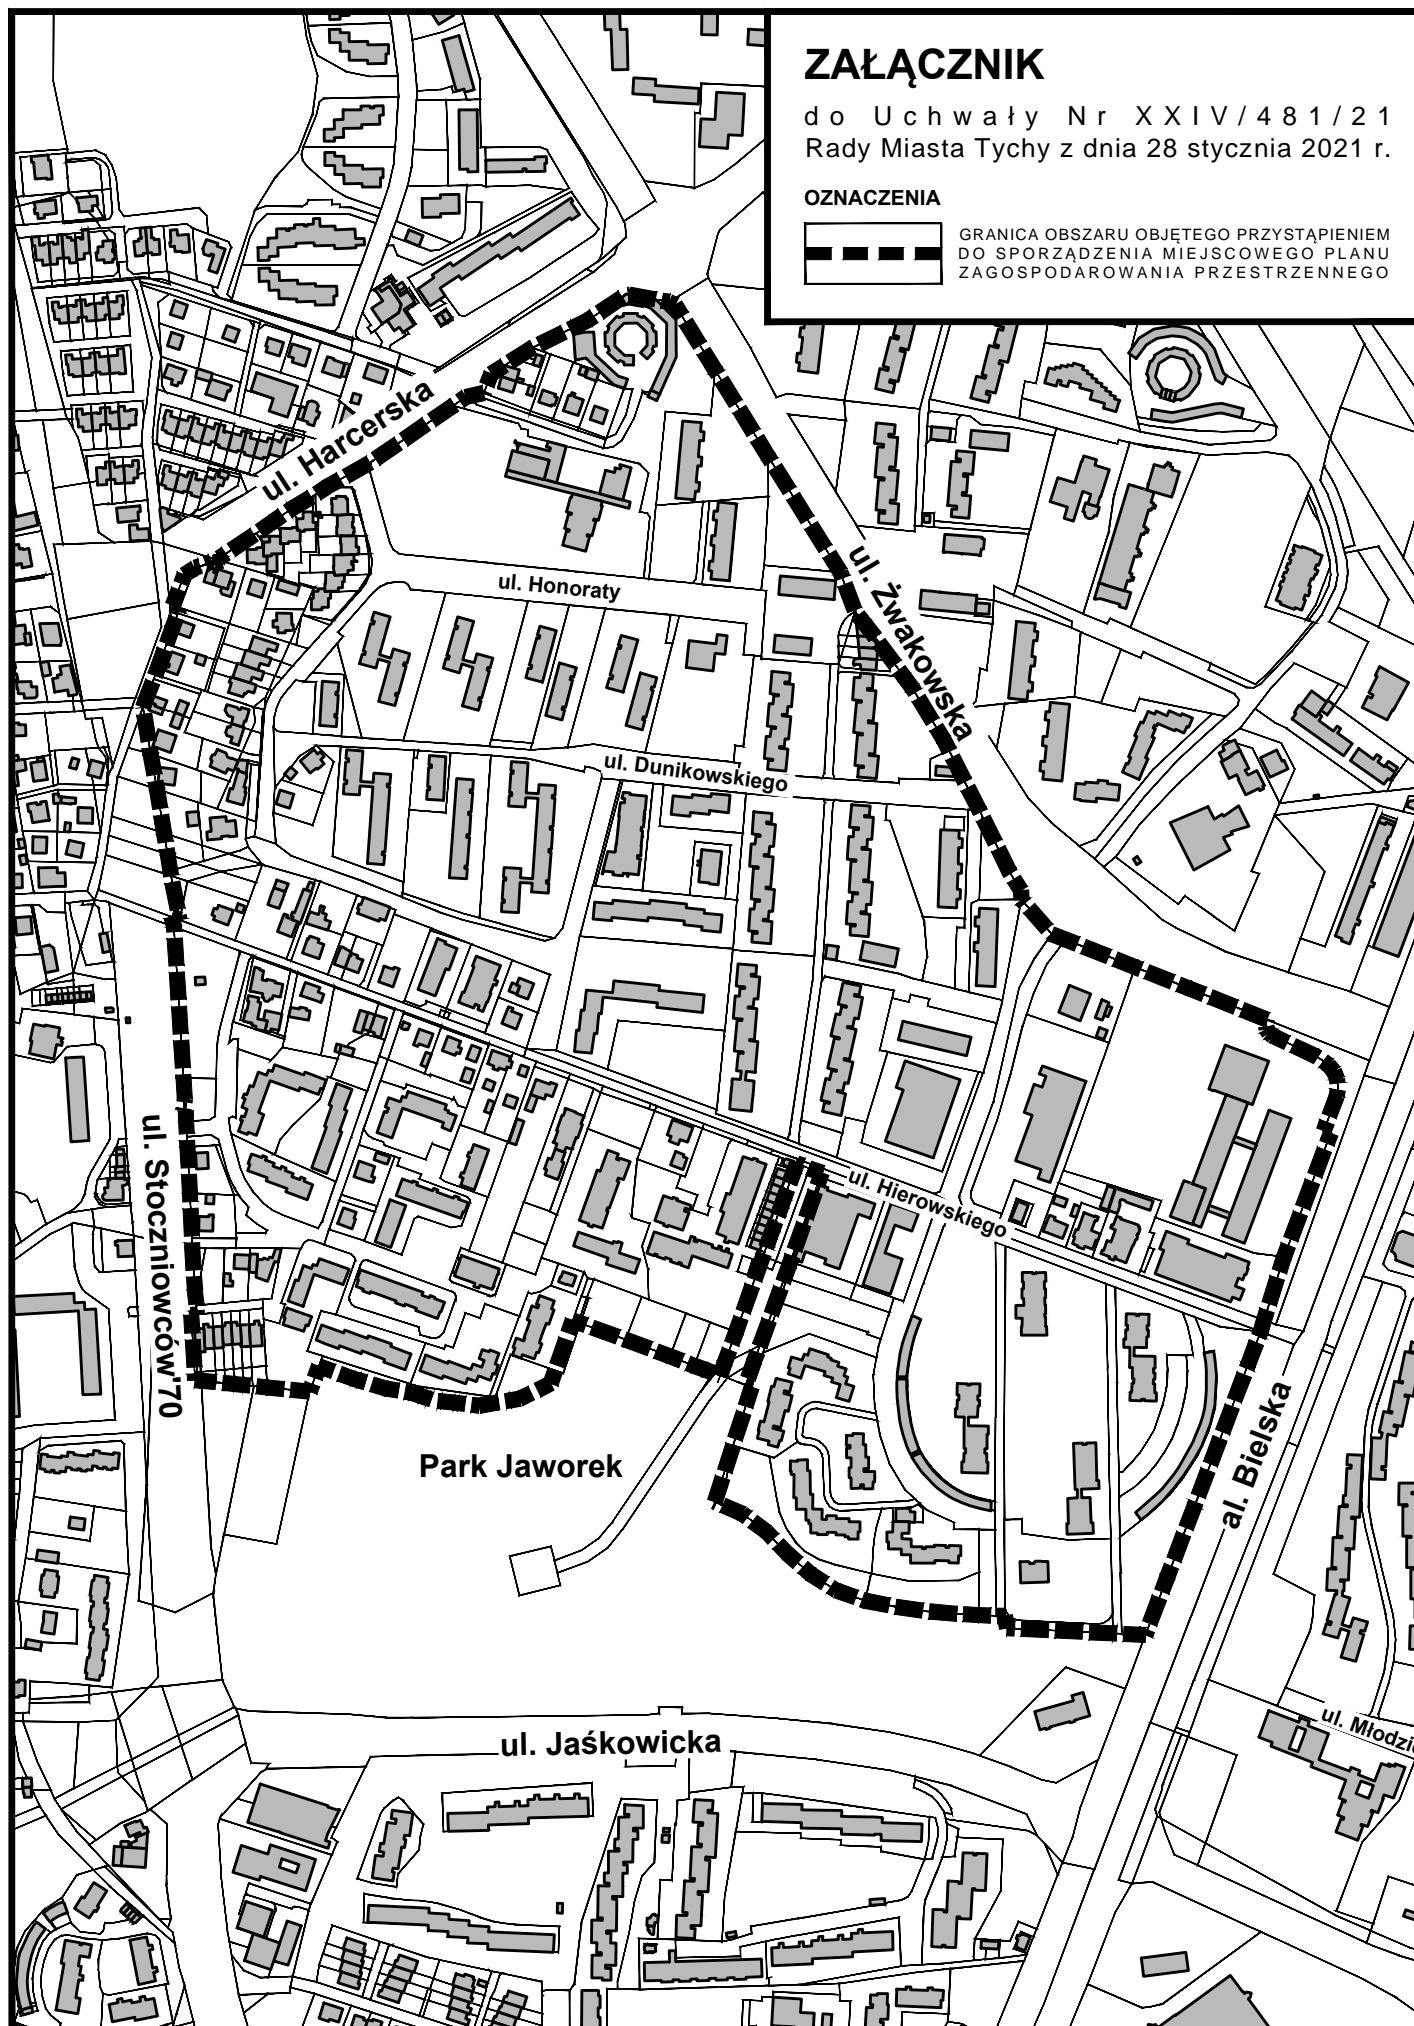 ZAŁĄCZNIK
do Uchwały Nr XXIV/481/21
Rady Miasta Tychy z dnia 28 stycznia 2021 r.
OZNACZENIA
GRANICA OBSZARU OBJĘTEGO PRZYSTĄPIENIEM
DO SPORZĄDZENIA MIEJSCOWEGO PLANU
ZAGOSPODAROWANIA PRZESTRZENNEGO
ul. Harcerska
ul. Honoraty
ul. Żwakowska
ul. Dunikowskiego
ul. Stoczniowców'70
ul. Hierowskiego
al. Bielska
Park Jaworek
ul. Jaśkowicka
ul. Młodzie